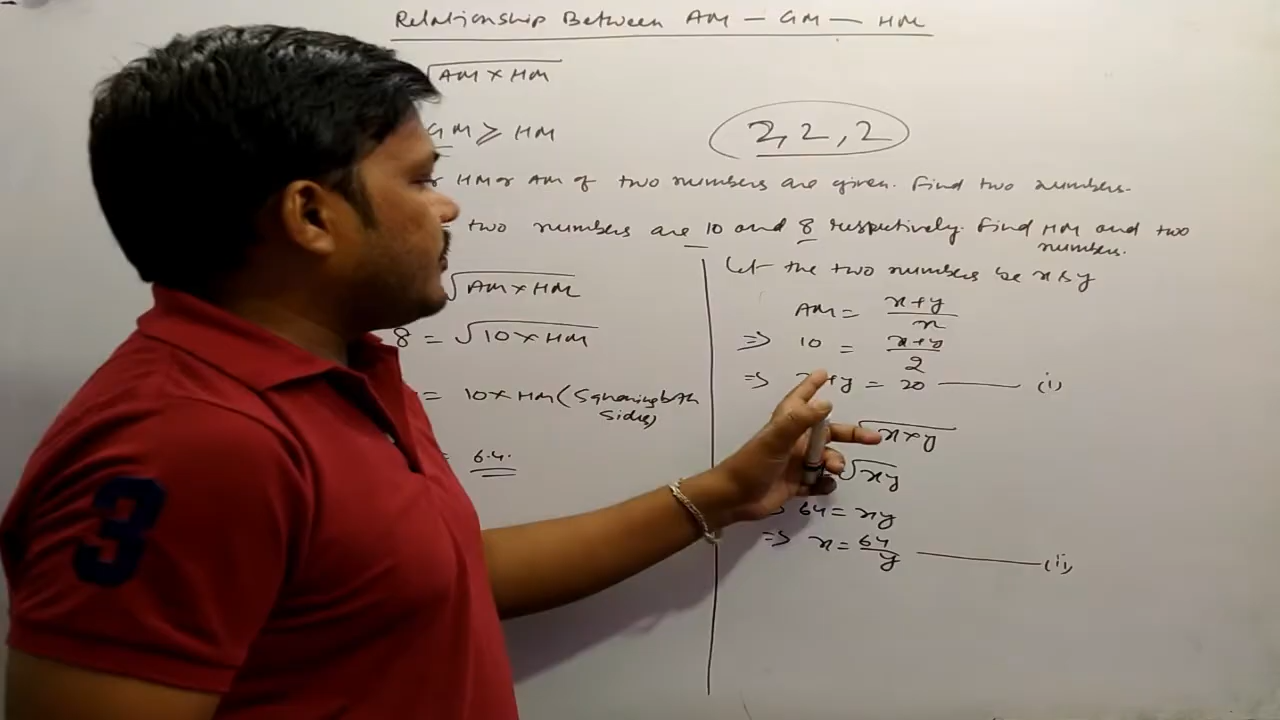 Relationship Between AM – GM – HM
√AM × HM
GM ≥ HM
2, 2, 2
HM or AM of two numbers are given. Find two numbers.
two numbers are 10 and 8 respectively. Find HM and two
numbers.
√AM × HM
8 = √10 × HM
= 10 × HM (Squaring both
Sides)
= 6.4.
Let the two numbers be x & y
AM = x+y/n
⇒ 10 = x+y/2
⇒ x+y = 20 —— (i)
√x×y
= √xy
⇒ 64 = xy
⇒ x = 64/y —— (ii)
3